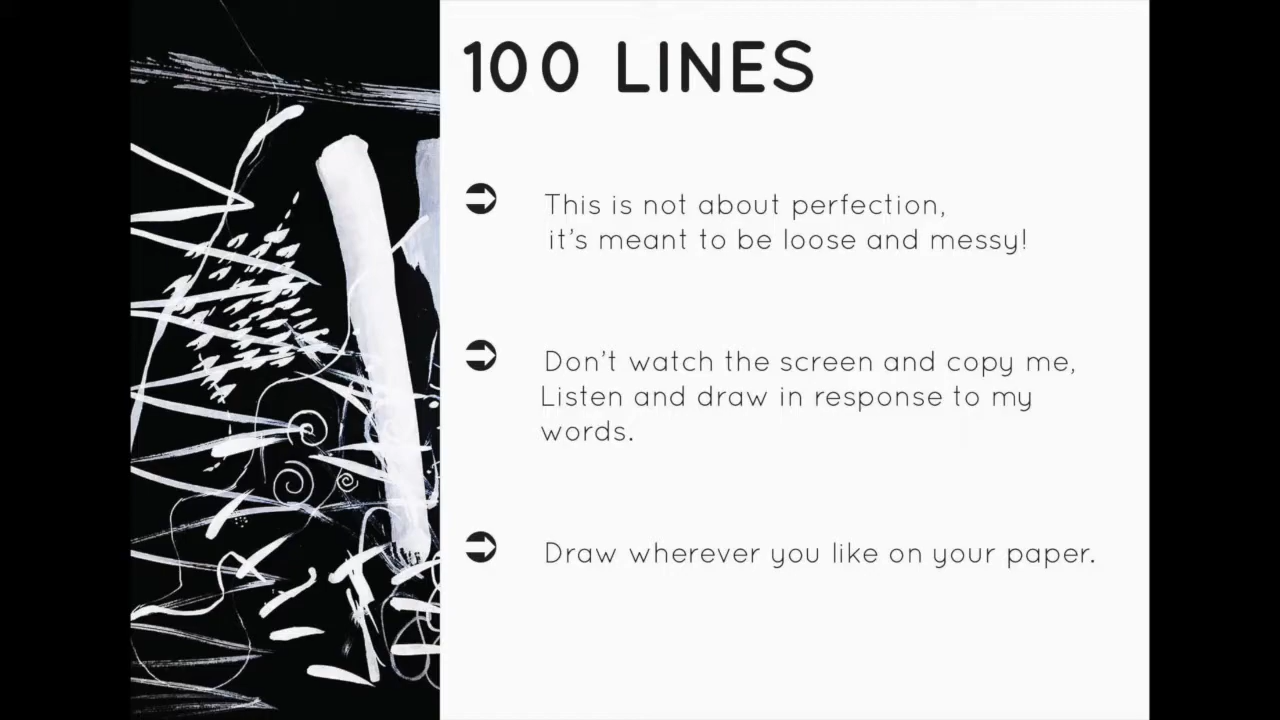 100 LINES
This is not about perfection,
it's meant to be loose and messy!
Don't watch the screen and copy me,
Listen and draw in response to my
words.
Draw wherever you like on your paper.